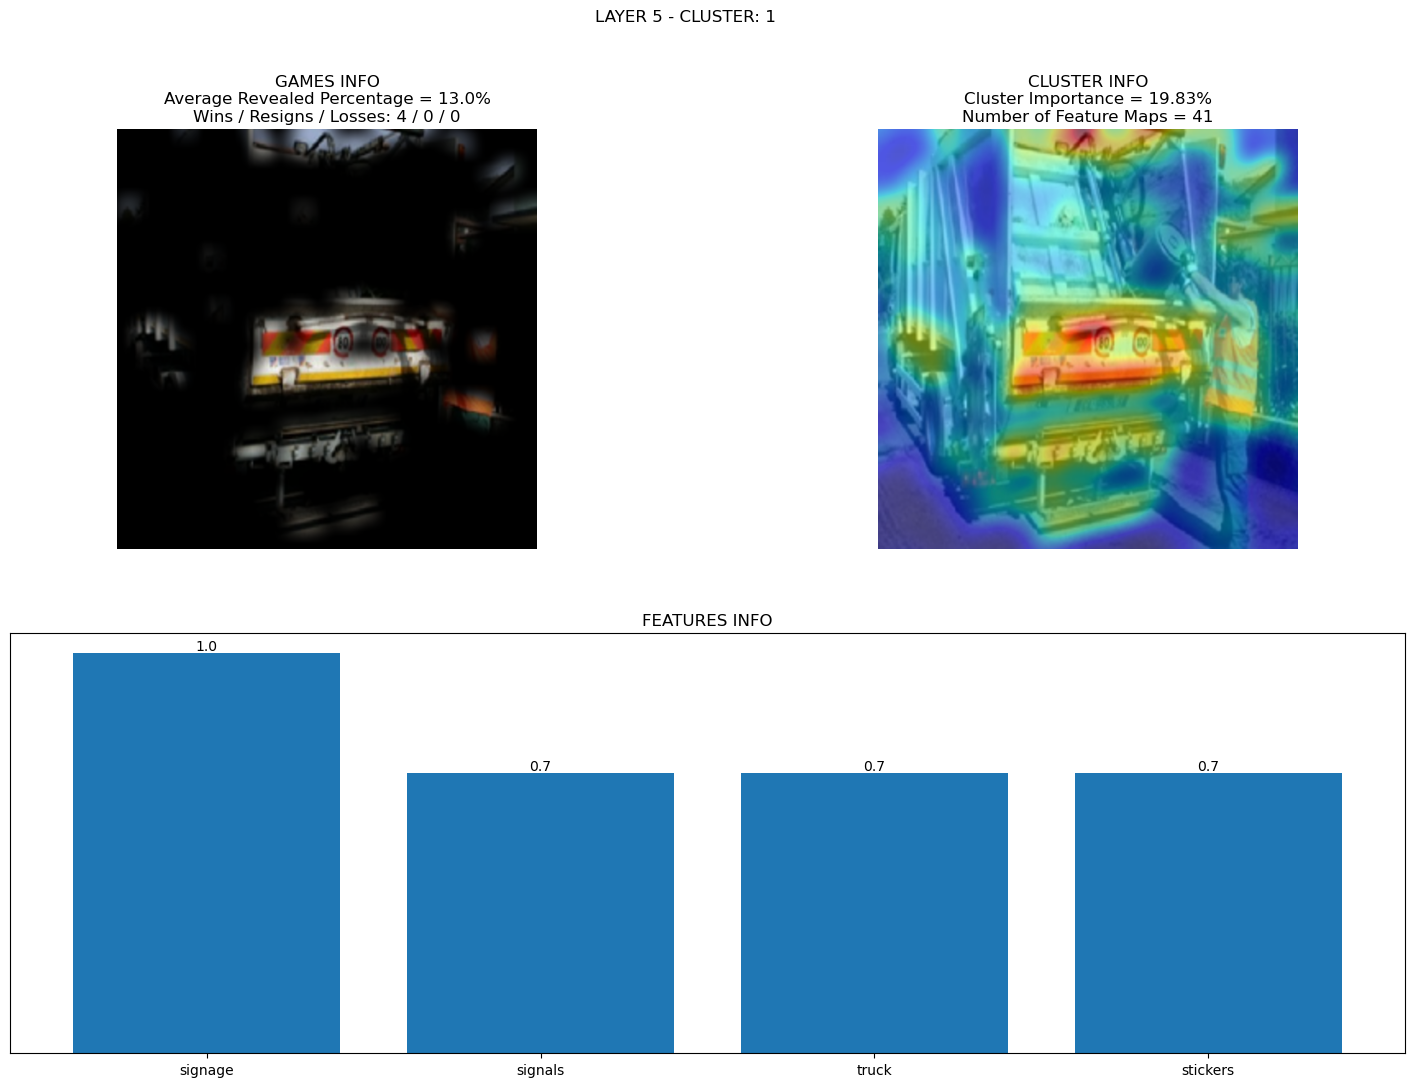 LAYER 5 - CLUSTER: 1
GAMES INFO
Average Revealed Percentage = 13.0%
Wins / Resigns / Losses: 4 / 0 / 0
CLUSTER INFO
Cluster Importance = 19.83%
Number of Feature Maps = 41
FEATURES INFO
1.0
0.7
0.7
0.7
signage
signals
truck
stickers